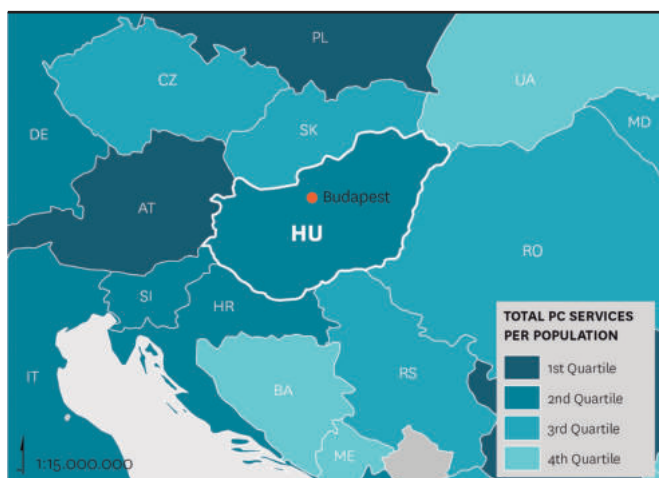 PL
CZ
UA
SK
MD
DE
AT
Budapest
HU
RO
SI
HR
IT
BA
RS
ME
1:15.000.000
TOTAL PC SERVICES
PER POPULATION
1st Quartile
2nd Quartile
3rd Quartile
4th Quartile